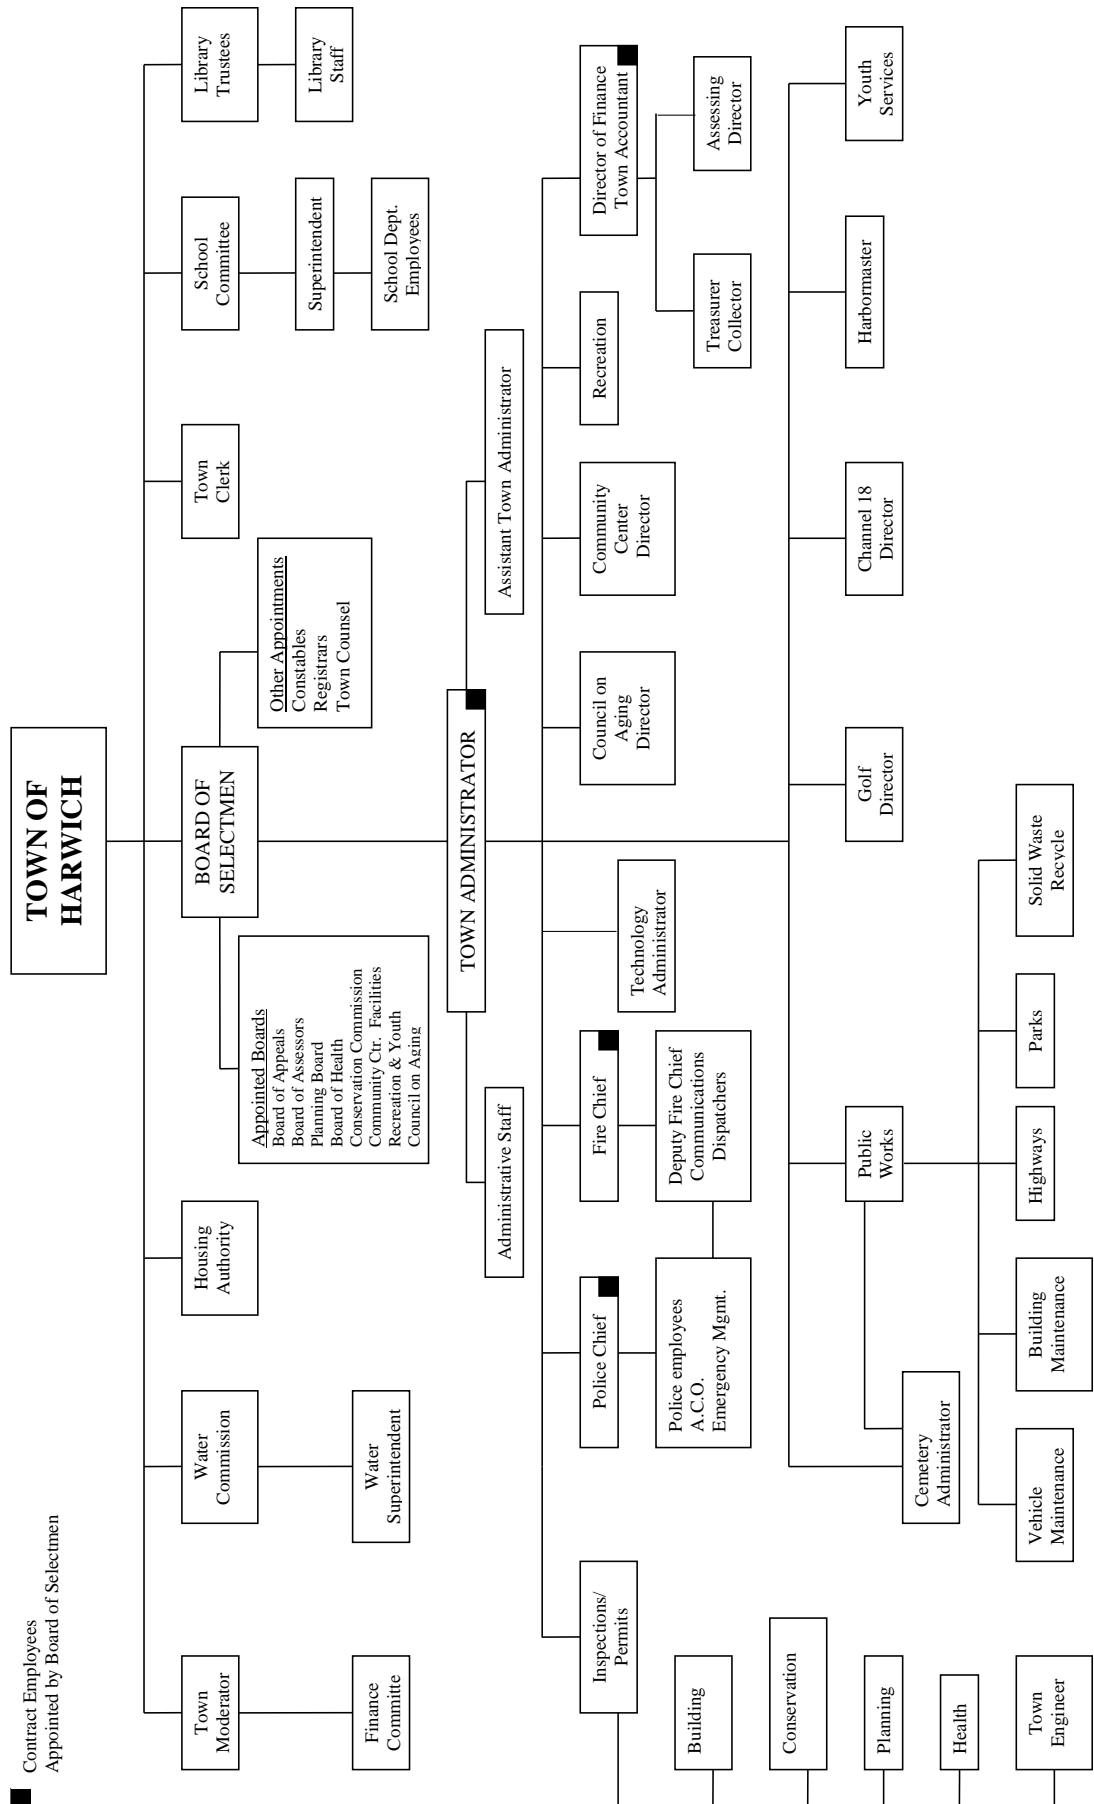 Contract Employees
Appointed by Board of Selectmen
TOWN OF
HARWICH
Town
Moderator
Water
Commission
Housing
Authority
BOARD OF
SELECTMEN
Town
Clerk
School
Committee
Library
Trustees
Finance
Committe
Water
Superintendent
Appointed Boards
Board of Appeals
Board of Assessors
Planning Board
Board of Health
Conservation Commission
Community Ctr. Facilities
Recreation & Youth
Council on Aging
Other Appointments
Constables
Registrars
Town Counsel
Superintendent
School Dept.
Employees
Library
Staff
TOWN ADMINISTRATOR
Administrative Staff
Assistant Town Administrator
Inspections/
Permits
Police Chief
Fire Chief
Technology
Administrator
Council on
Aging
Director
Community
Center
Director
Recreation
Director of Finance
Town Accountant
Police employees
A.C.O.
Emergency Mgmt.
Deputy Fire Chief
Communications
Dispatchers
Treasurer
Collector
Assessing
Director
Building
Conservation
Planning
Health
Town
Engineer
Cemetery
Administrator
Public
Works
Golf
Director
Channel 18
Director
Harbormaster
Youth
Services
Vehicle
Maintenance
Building
Maintenance
Highways
Parks
Solid Waste
Recycle